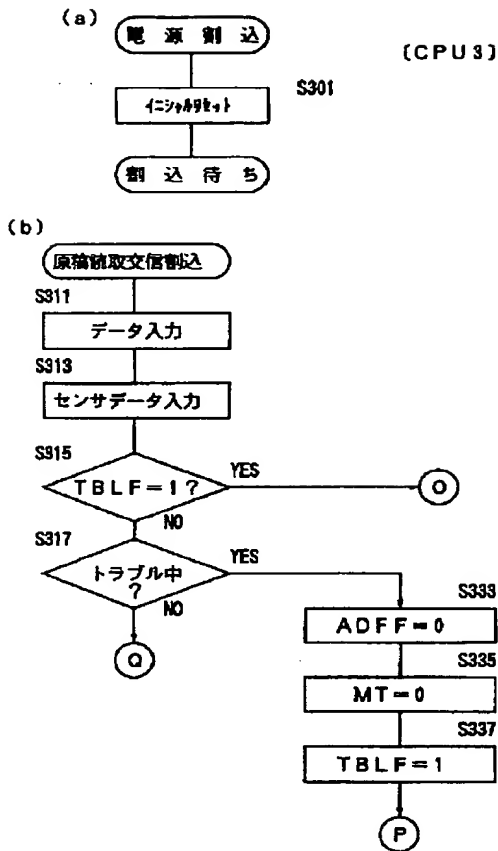 (a)
電源割込
[CPU3]
S301
イニシャルリセット
割込待ち
(b)
原稿読取交信割込
S311
データ入力
S313
センサデータ入力
S315
TBLF=1?
YES
O
NO
S317
トラブル中
?
YES
NO
Q
S333
ADFF=0
S335
MT=0
S337
TBLF=1
P